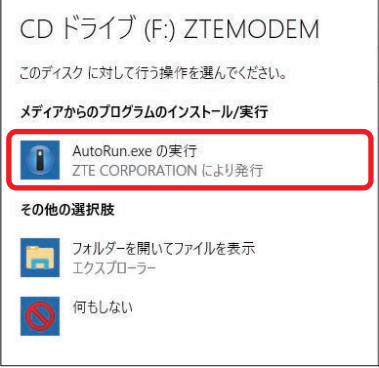 CD ドライブ (F:) ZTEMODEM
このディスク に対して行う操作を選んでください。
メディアからのプログラムのインストール/実行
AutoRun.exe の実行
ZTE CORPORATION により発行
その他の選択肢
フォルダーを開いてファイルを表示
エクスプローラー
何もしない